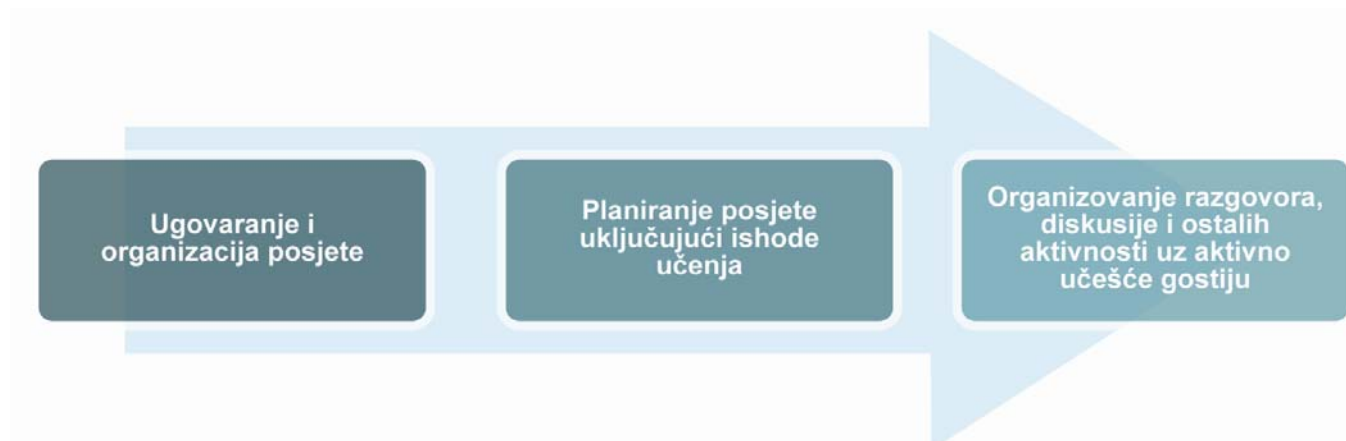 Ugovaranje i
organizacija posjete
Planiranje posjete
uključujući ishode
učenja
Organizovanje razgovora,
diskusije i ostalih
aktivnosti uz aktivno
učešće gostiju